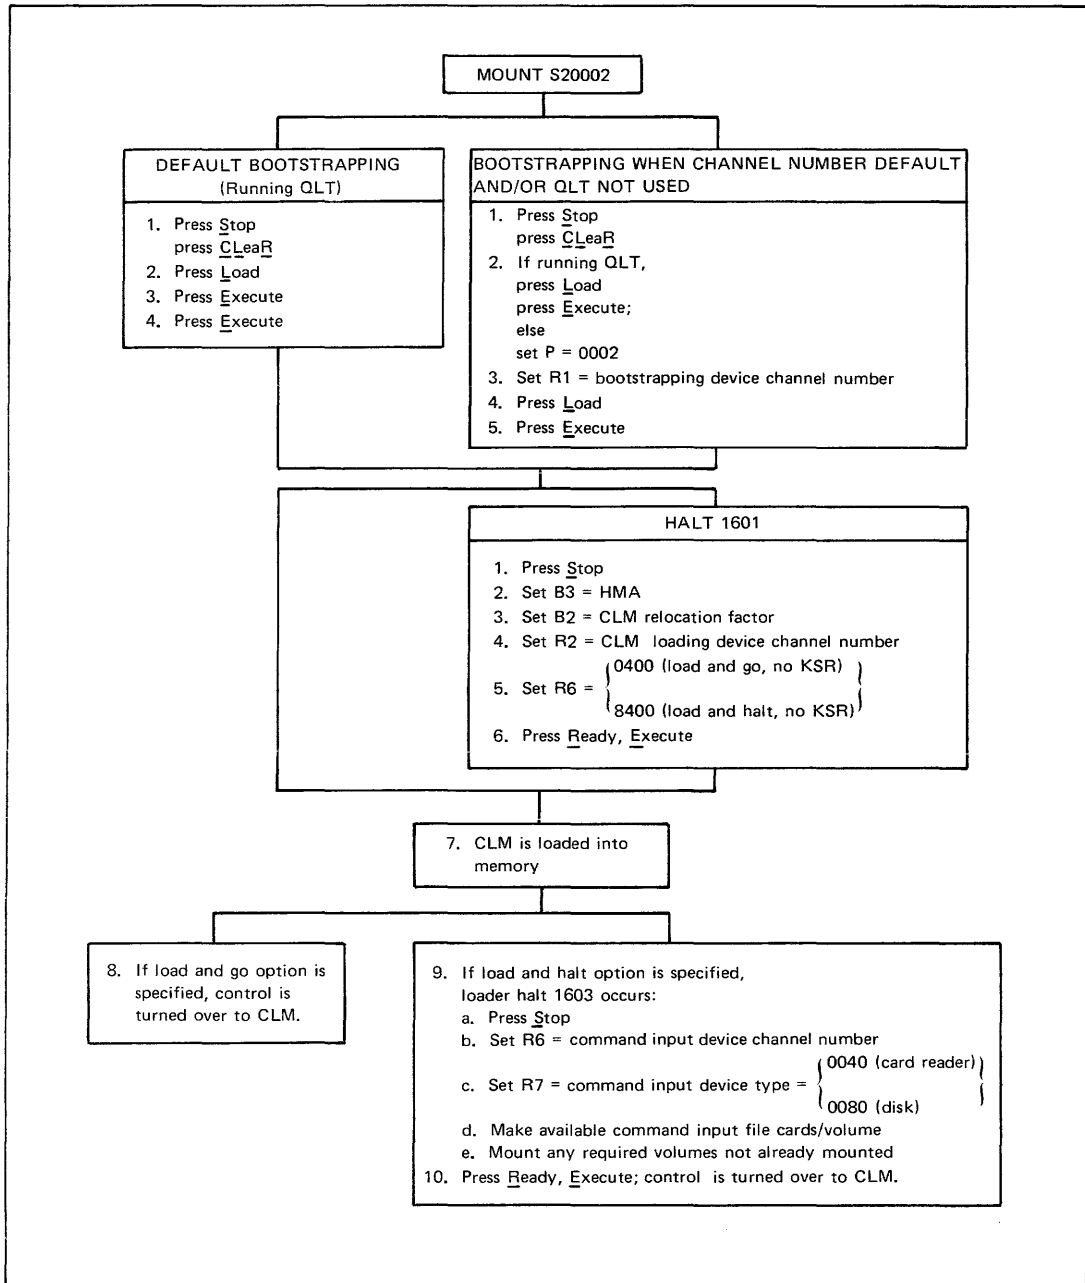 MOUNT S20002
DEFAULT BOOTSTRAPPING
(Running QLT)
1. Press Stop
press CLeaR
2. Press Load
3. Press Execute
4. Press Execute
BOOTSTRAPPING WHEN CHANNEL NUMBER DEFAULT
AND/OR QLT NOT USED
1. Press Stop
press CLeaR
2. If running QLT,
press Load
press Execute;
else
set P = 0002
3. Set R1 = bootstrapping device channel number
4. Press Load
5. Press Execute
HALT 1601
1. Press Stop
2. Set B3 = HMA
3. Set B2 = CLM relocation factor
4. Set R2 = CLM loading device channel number
5. Set R6 = { 0400 (load and go, no KSR) }
{ 8400 (load and halt, no KSR) }
6. Press Ready, Execute
7. CLM is loaded into
memory
8. If load and go option is
specified, control is
turned over to CLM.
9. If load and halt option is specified,
loader halt 1603 occurs:
a. Press Stop
b. Set R6 = command input device channel number
c. Set R7 = command input device type = { 0040 (card reader) }
{ 0080 (disk) }
d. Make available command input file cards/volume
e. Mount any required volumes not already mounted
10. Press Ready, Execute; control is turned over to CLM.